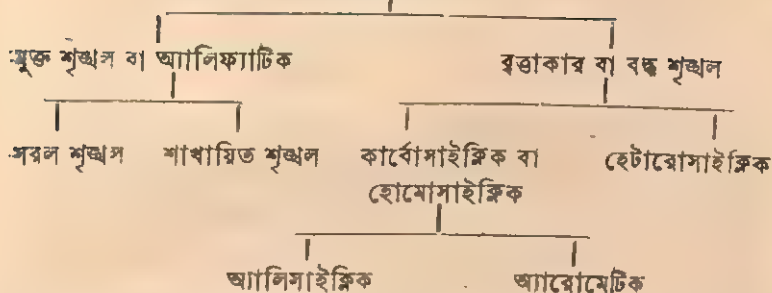 মুক্ত শৃঙ্খল বা অ্যালিফ্যাটিক
বৃত্তাকার বা বদ্ধ শৃঙ্খল
সরল শৃঙ্খল
শাখায়িত শৃঙ্খল
কার্বোসাইক্লিক বা
হোমোসাইক্লিক
হেটারোসাইক্লিক
অ্যালিসাইক্লিক
অ্যারোমেটিক